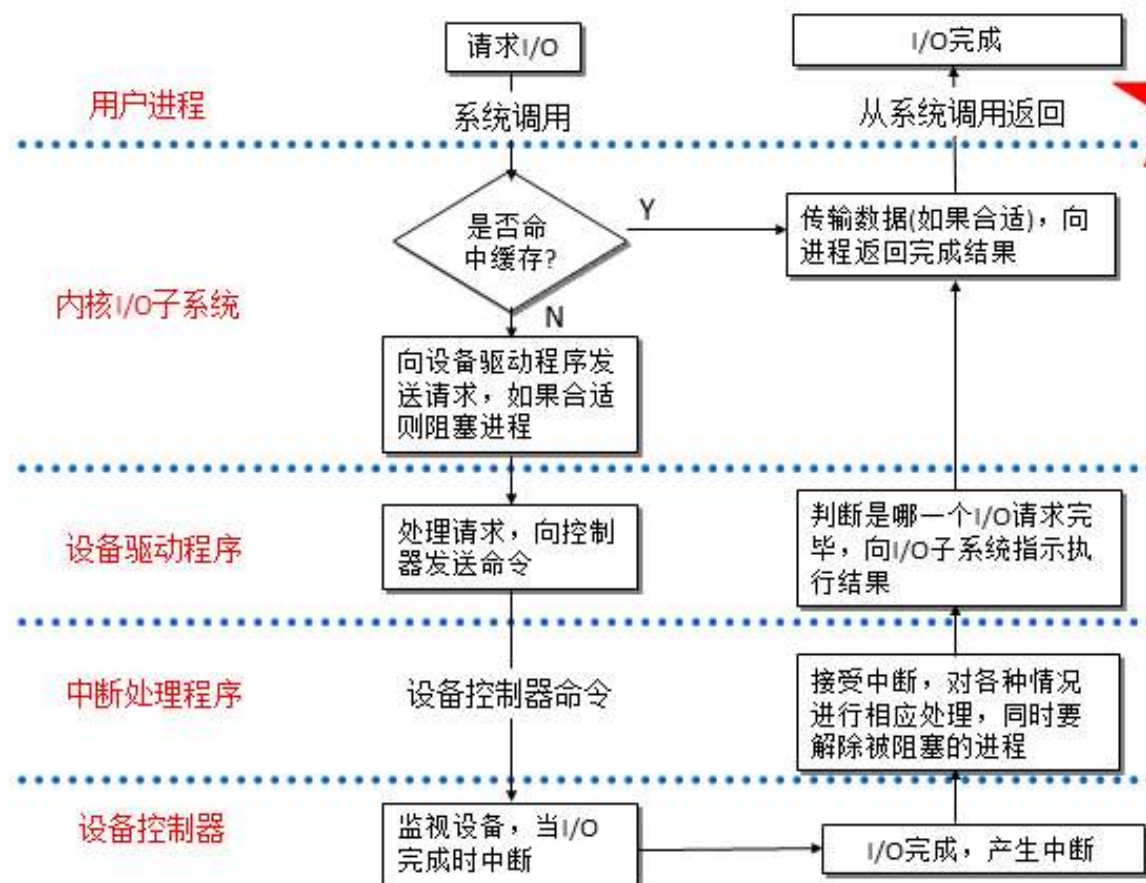 请求I/O
I/O完成
用户进程
系统调用
从系统调用返回
是否命
中缓存?
Y
传输数据(如果合适)，向
进程返回完成结果
内核I/O子系统
N
向设备驱动程序发
送请求，如果合适
则阻塞进程
设备驱动程序
处理请求，向控制
器发送命令
判断是哪一个I/O请求完
毕，向I/O子系统指示执
行结果
中断处理程序
设备控制器命令
接受中断，对各种情况
进行相应处理，同时要
解除被阻塞的进程
设备控制器
监视设备，当I/O
完成时中断
I/O完成，产生中断